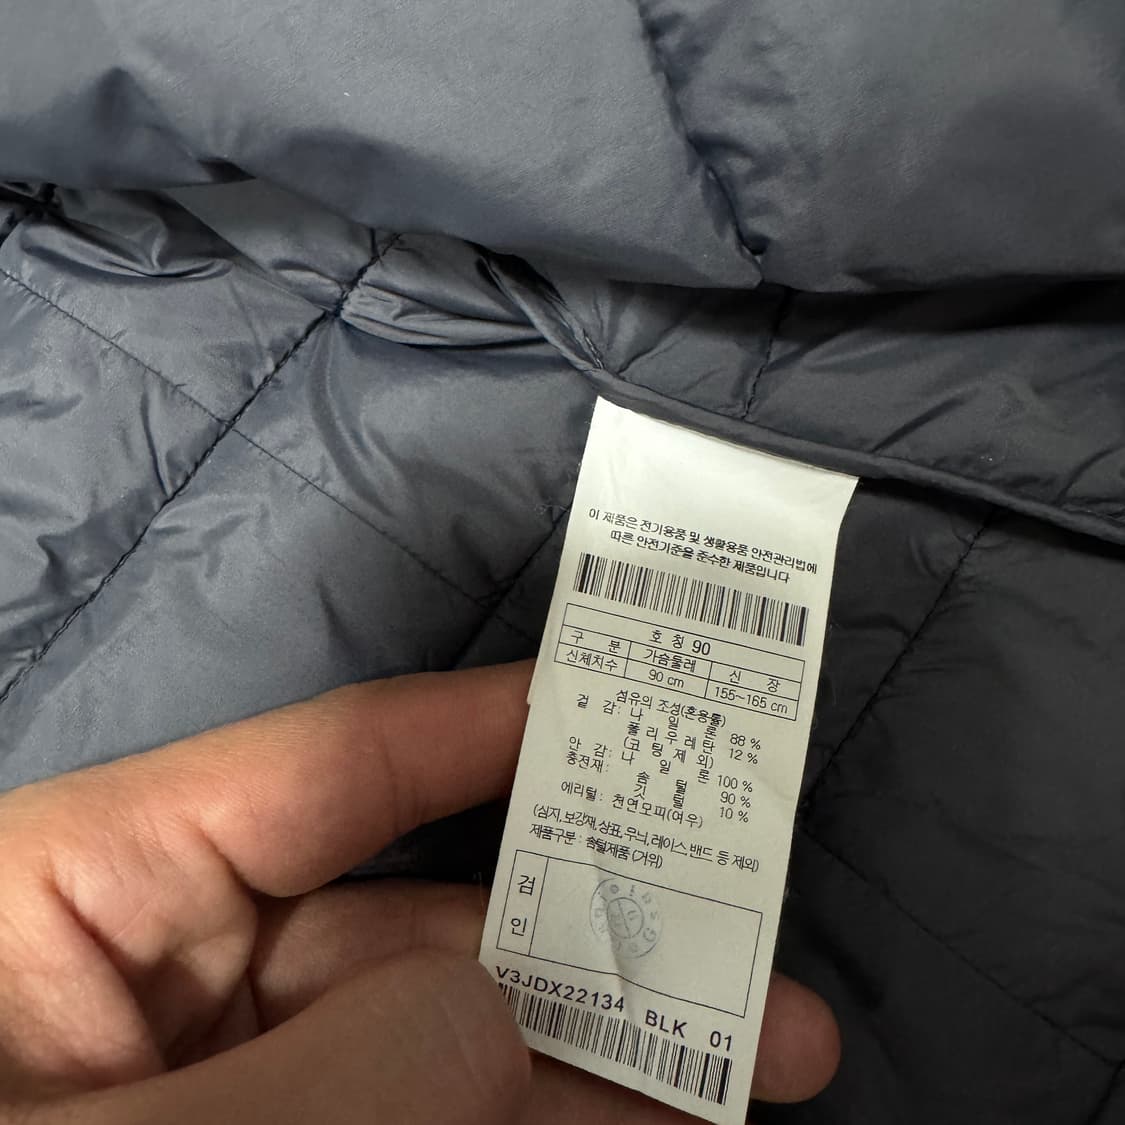 이 제품은 전기용품 및 생활용품 안전관리법에
따른 안전기준을 준수한 제품입니다
호 칭 90
구 분 가슴둘레 신 장
신체치수 90 cm 155~165 cm
섬유의 조성(혼용률)
겉 감: 나 일 론 88 %
폴 리 우 레 탄 12 %
(코 팅 제 외)
안 감: 나 일 론 100 %
충전재: 솜 털 90 %
깃 털 10 %
에리털: 천연모피(여우)
(심지,보강재,상표,무늬,레이스,밴드 등 제외)
제품구분: 솜털제품 (거위)
검
인
V3JDX22134 BLK 01